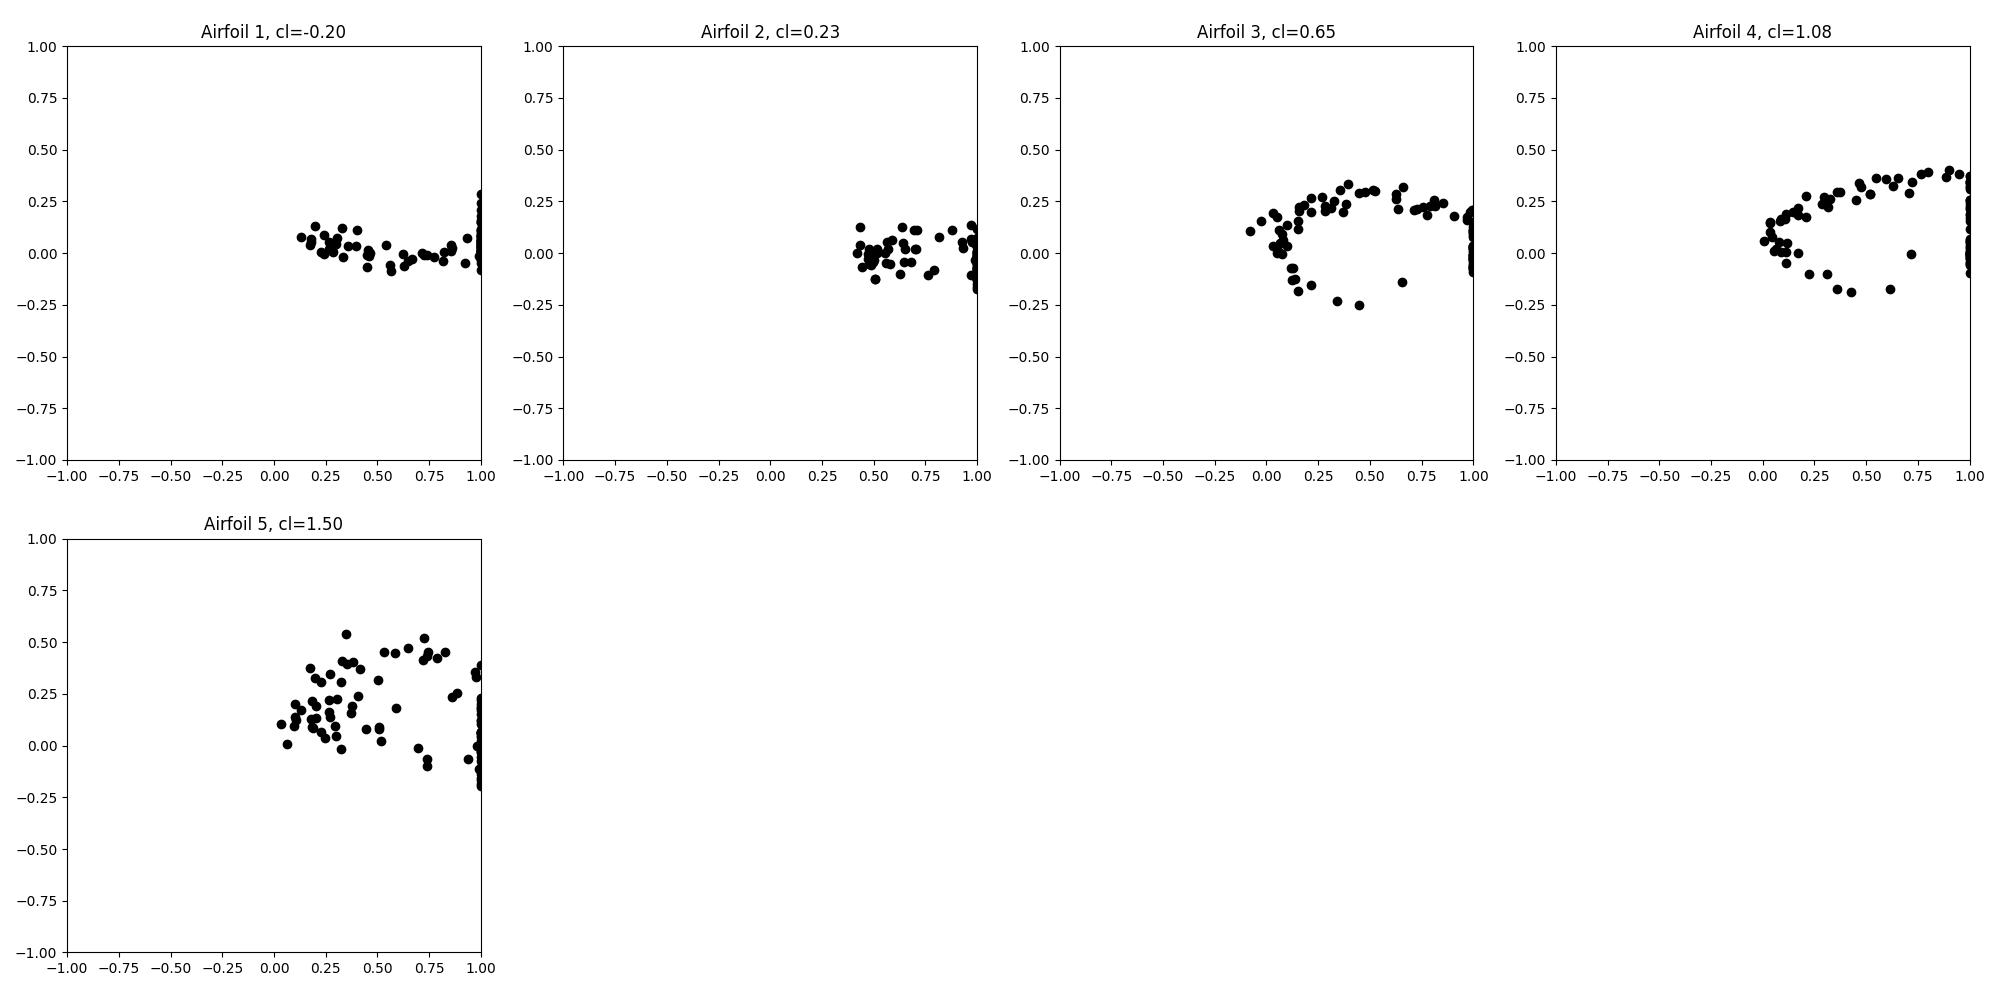 Airfoil 1, cl=-0.20
Airfoil 2, cl=0.23
Airfoil 3, cl=0.65
Airfoil 4, cl=1.08
1.00 1.00 1.00 1.00
0.75 0.75 0.75 0.75
0.50 0.50 0.50 0.50
0.25 0.25 0.25 0.25
0.00 0.00 0.00 0.00
−0.25 −0.25 −0.25 −0.25
−0.50 −0.50 −0.50 −0.50
−0.75 −0.75 −0.75 −0.75
−1.00 −1.00 −1.00 −1.00
−1.00 −0.75 −0.50 −0.25 0.00 0.25 0.50 0.75 1.00
−1.00 −0.75 −0.50 −0.25 0.00 0.25 0.50 0.75 1.00
−1.00 −0.75 −0.50 −0.25 0.00 0.25 0.50 0.75 1.00
−1.00 −0.75 −0.50 −0.25 0.00 0.25 0.50 0.75 1.00
Airfoil 5, cl=1.50
1.00
0.75
0.50
0.25
0.00
−0.25
−0.50
−0.75
−1.00
−1.00 −0.75 −0.50 −0.25 0.00 0.25 0.50 0.75 1.00